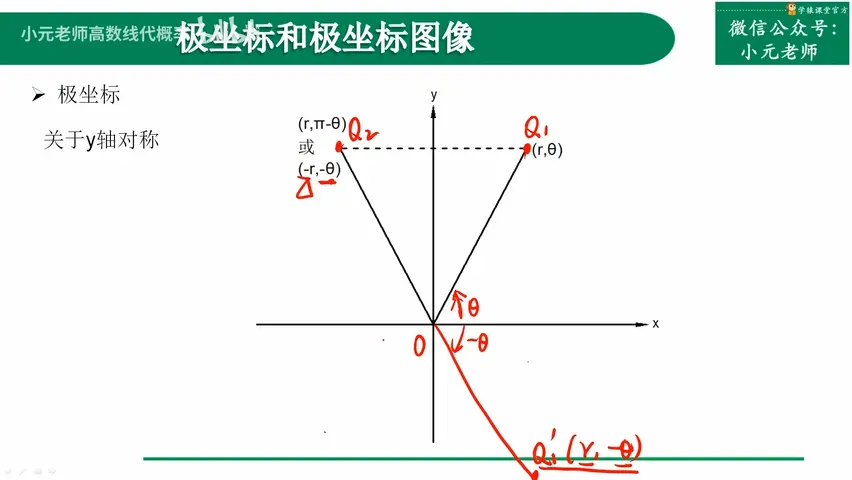 小元老师高数线代概率
极坐标和极坐标图像
学猿课堂官方
微信公众号:
小元老师
➢ 极坐标
关于y轴对称
y
(r,π-θ)
或
(-r,-θ)
Q₂
Q₁
(r,θ)
θ
x
O
-θ
Q₁′(r, -θ)